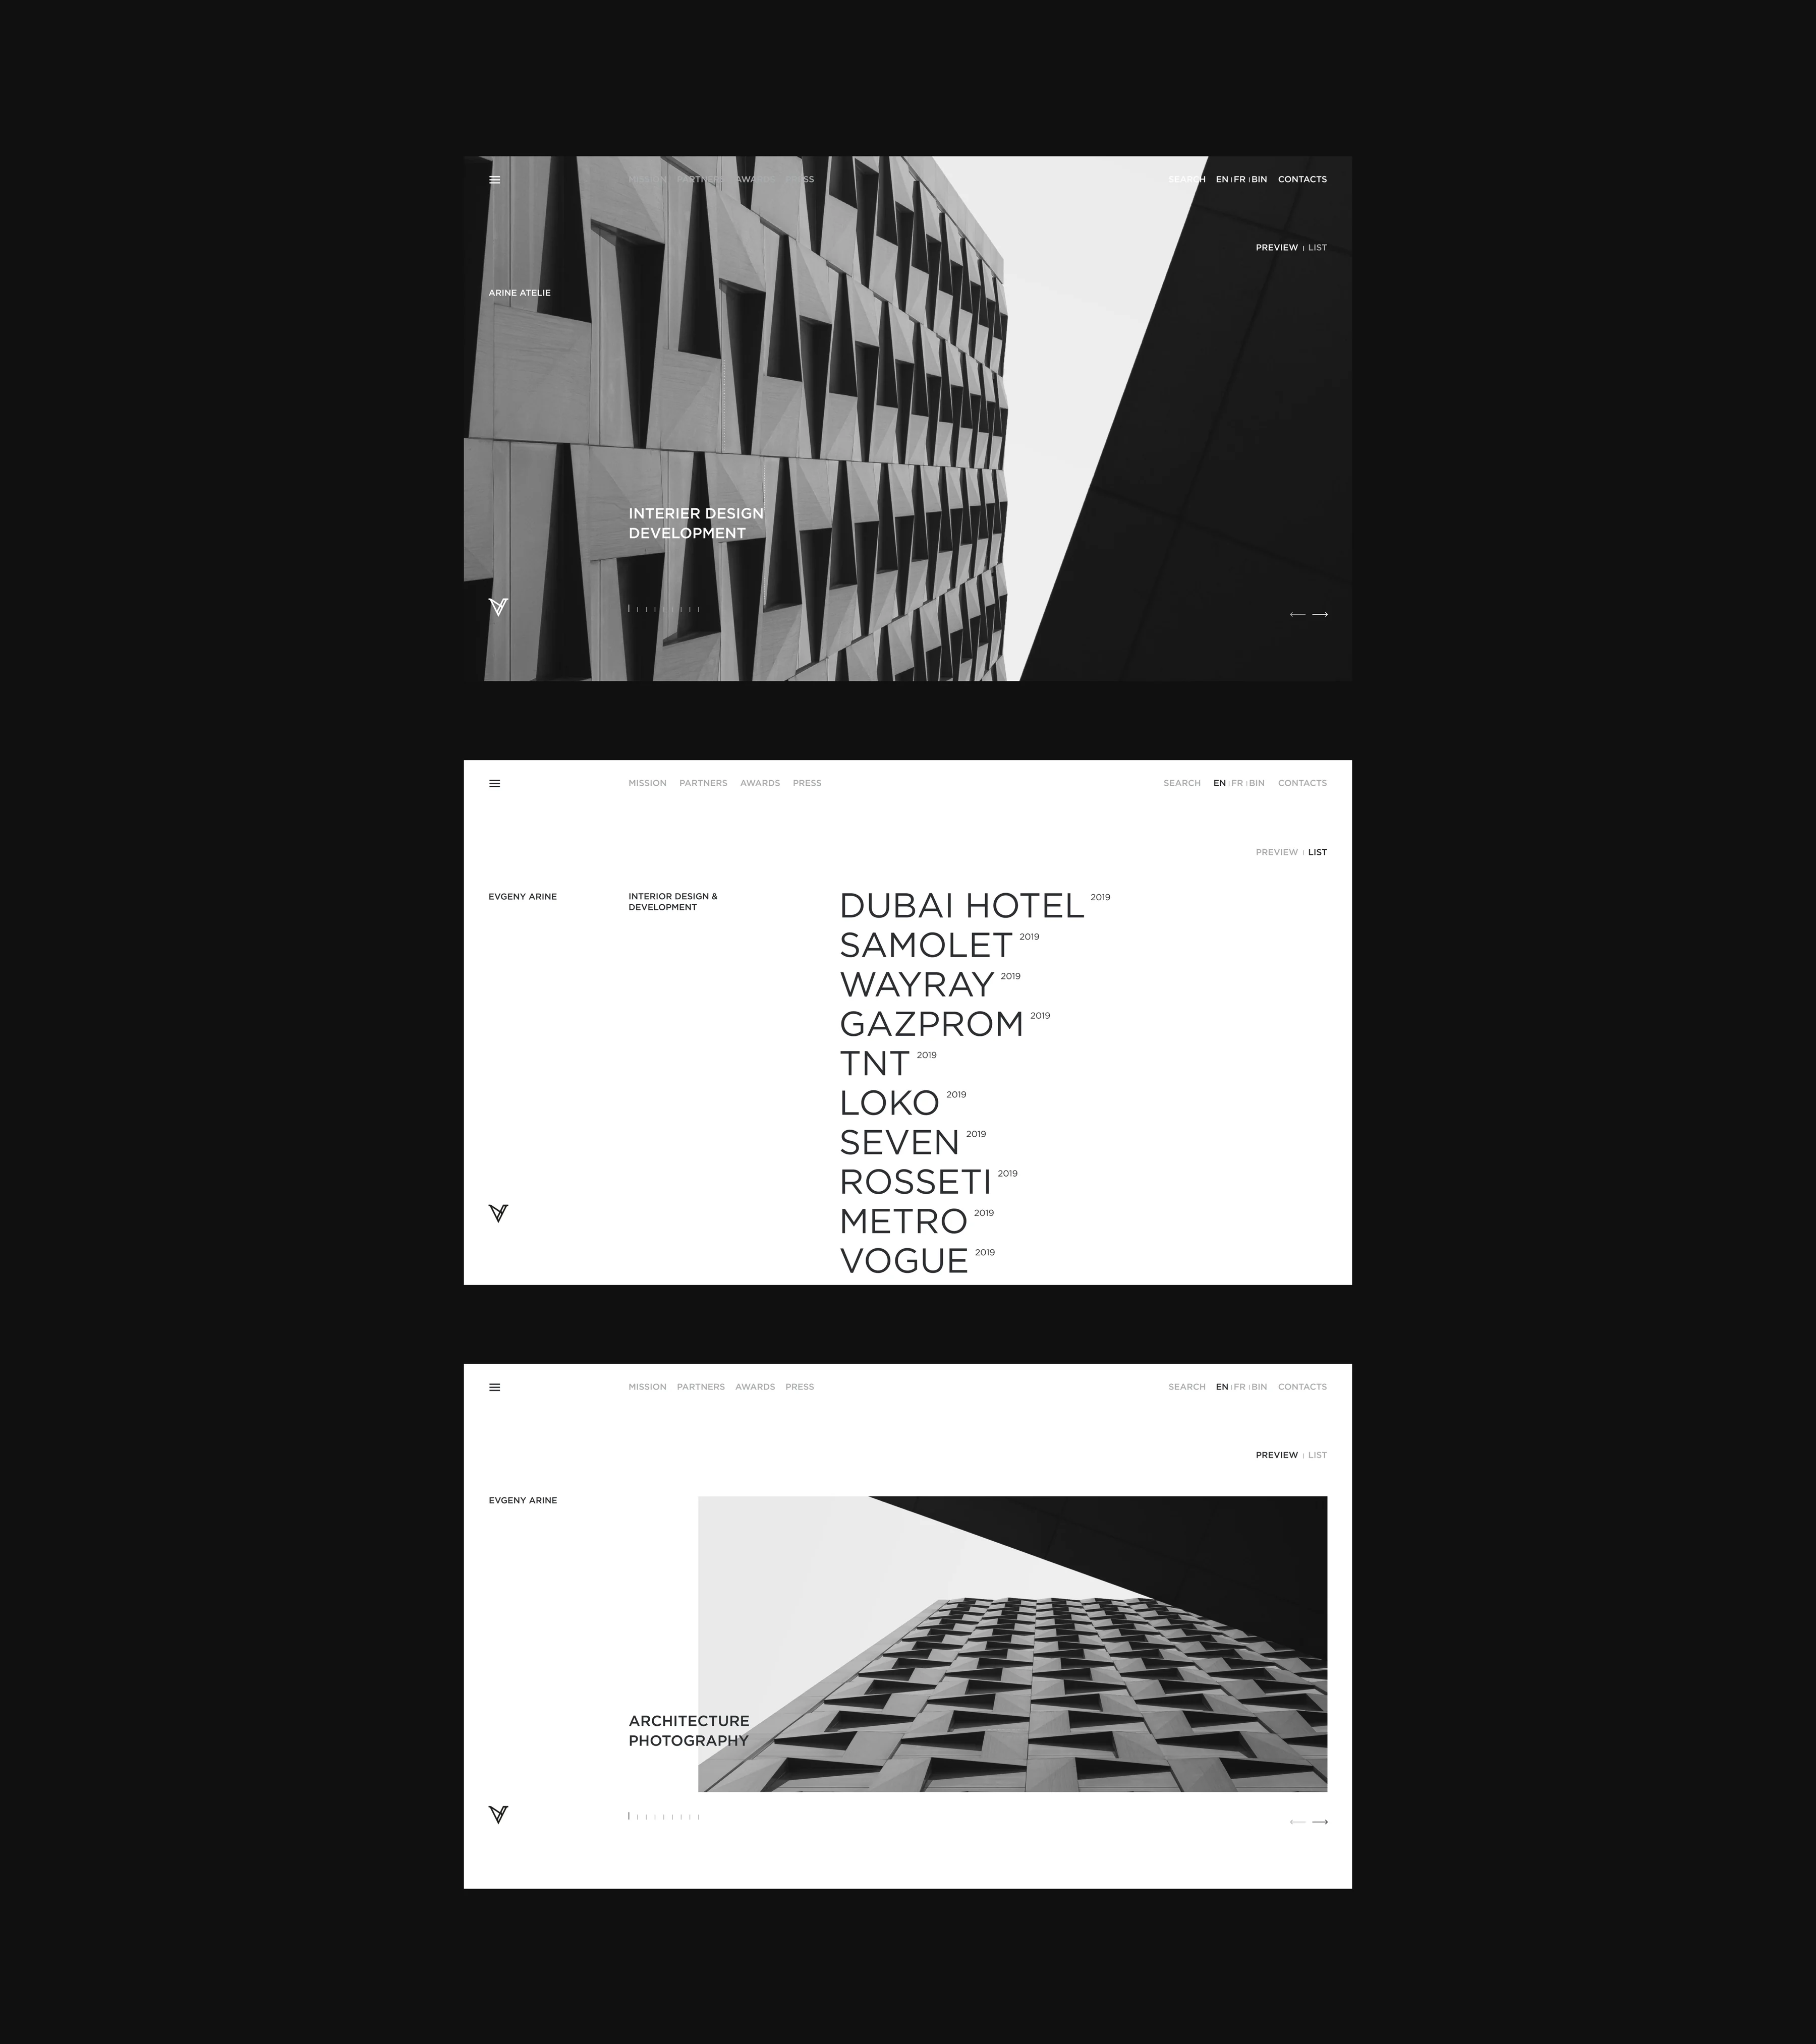 MISSION PARTNERS AWARDS PRESS SEARCH EN FR BIN CONTACTS
PREVIEW LIST
ARINE ATELIE
INTERIER DESIGN
DEVELOPMENT
MISSION PARTNERS AWARDS PRESS SEARCH EN FR BIN CONTACTS
PREVIEW LIST
EVGENY ARINE
INTERIOR DESIGN &
DEVELOPMENT
DUBAI HOTEL 2019
SAMOLET 2019
WAYRAY 2019
GAZPROM 2019
TNT 2019
LOKO 2019
SEVEN 2019
ROSSETI 2019
METRO 2019
VOGUE 2019
MISSION PARTNERS AWARDS PRESS SEARCH EN FR BIN CONTACTS
PREVIEW LIST
EVGENY ARINE
ARCHITECTURE
PHOTOGRAPHY